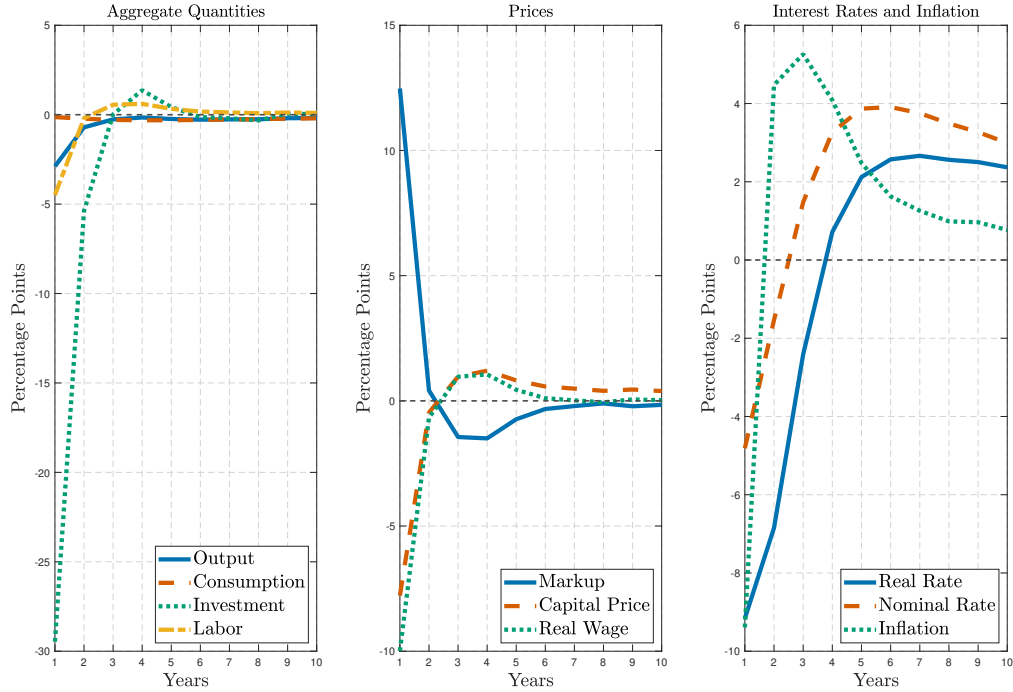 Aggregate Quantities
Percentage Points
5
0
-5
-10
-15
-20
-25
-30
1 2 3 4 5 6 7 8 9 10
Years
Output
Consumption
Investment
Labor
Prices
Percentage Points
15
10
5
0
-5
-10
1 2 3 4 5 6 7 8 9 10
Years
Markup
Capital Price
Real Wage
Interest Rates and Inflation
Percentage Points
6
4
2
0
-2
-4
-6
-8
-10
1 2 3 4 5 6 7 8 9 10
Years
Real Rate
Nominal Rate
Inflation